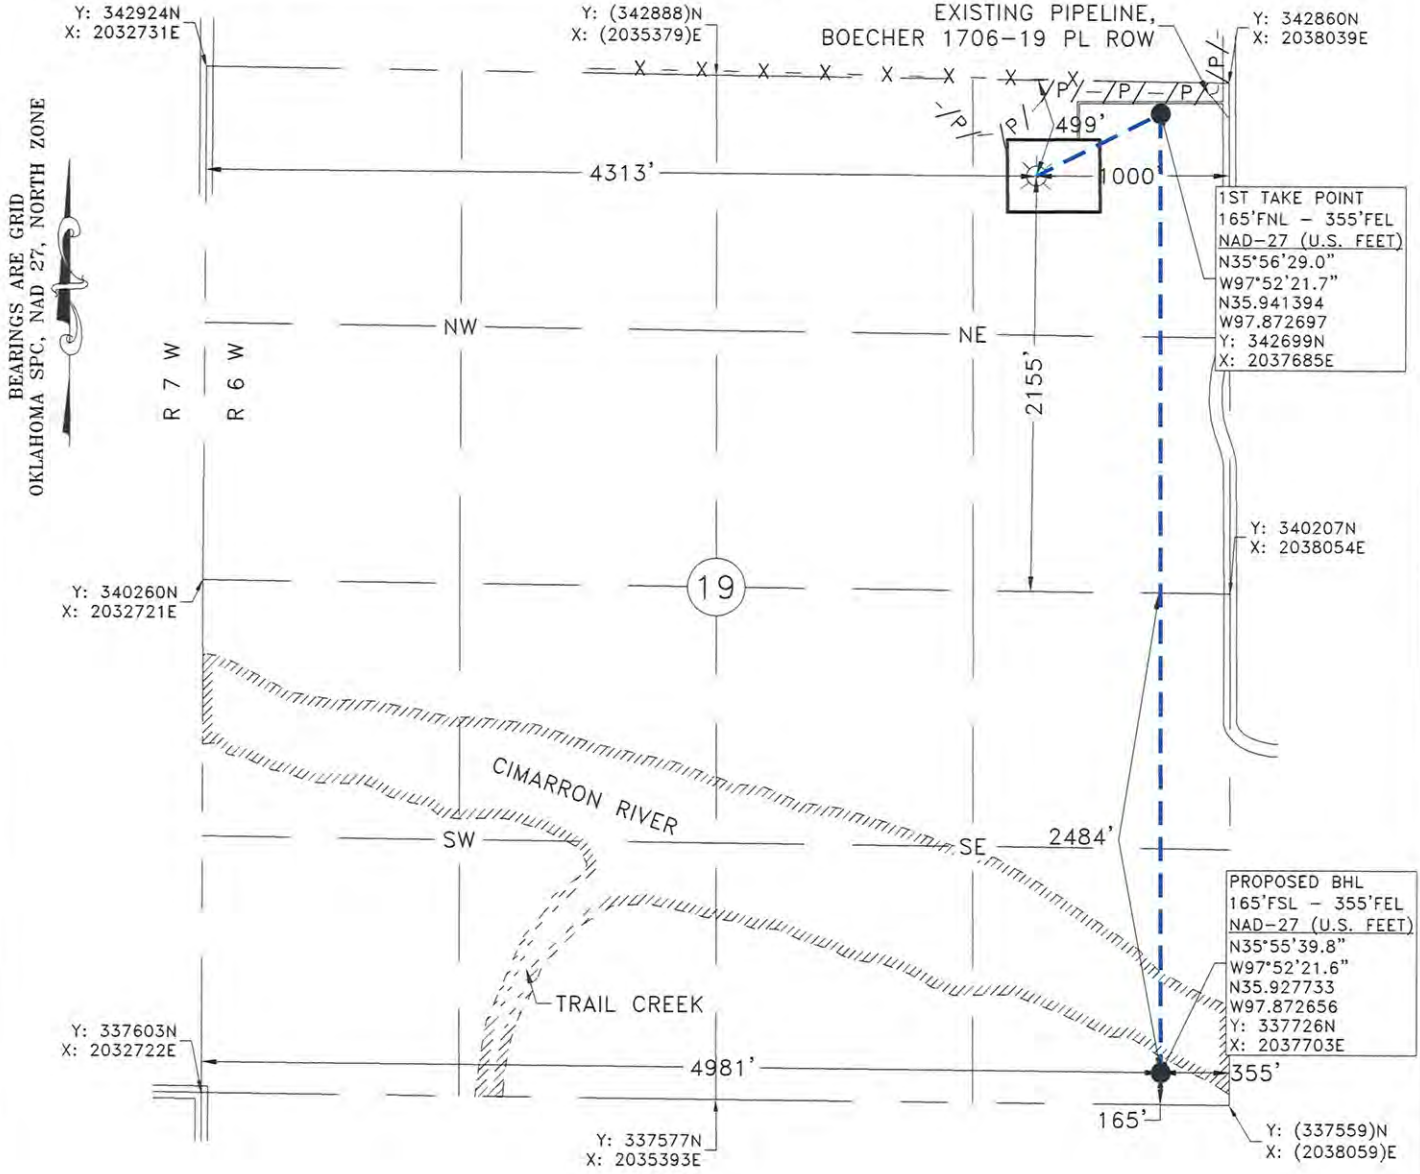 Y: 342924N
X: 2032731E
Y: (342888)N
X: (2035379)E
EXISTING PIPELINE,
BOECHER 1706-19 PL ROW
Y: 342860N
X: 2038039E
BEARINGS ARE GRID
OKLAHOMA SPC, NAD 27, NORTH ZONE
X X X X X X X X
/P/-/P/-/P/-/P/-/P/-
499'
4313'
1000'
1ST TAKE POINT
165'FNL - 355'FEL
NAD-27 (U.S. FEET)
N35°56'29.0"
W97°52'21.7"
N35.941394
W97.872697
Y: 342699N
X: 2037685E
NW
NE
R 7 W
R 6 W
2155'
Y: 340207N
X: 2038054E
Y: 340260N
X: 2032721E
19
CIMARRON RIVER
SW
SE
2484'
PROPOSED BHL
165'FSL - 355'FEL
NAD-27 (U.S. FEET)
N35°55'39.8"
W97°52'21.6"
N35.927733
W97.872656
Y: 337726N
X: 2037703E
TRAIL CREEK
Y: 337603N
X: 2032722E
4981'
355'
165'
Y: 337577N
X: 2035393E
Y: (337559)N
X: (2038059)E